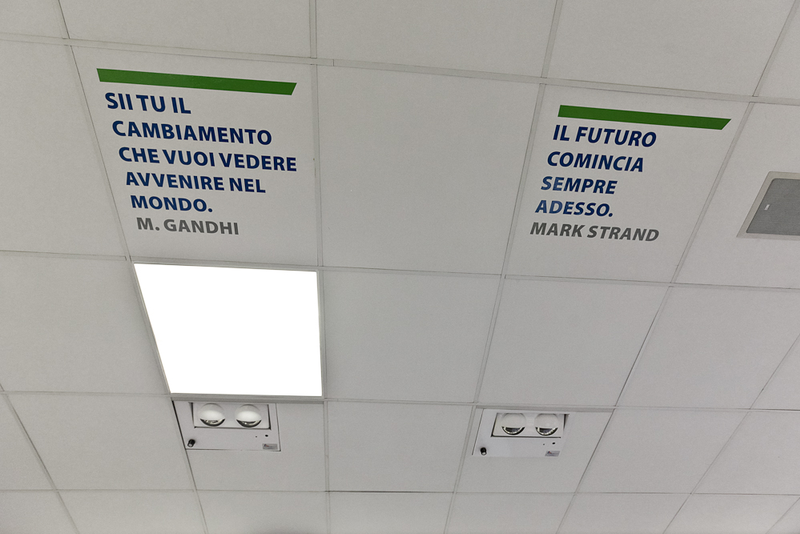 SII TU IL
CAMBIAMENTO
CHE VUOI VEDERE
AVVENIRE NEL
MONDO.
M. GANDHI
IL FUTURO
COMINCIA
SEMPRE
ADESSO.
MARK STRAND